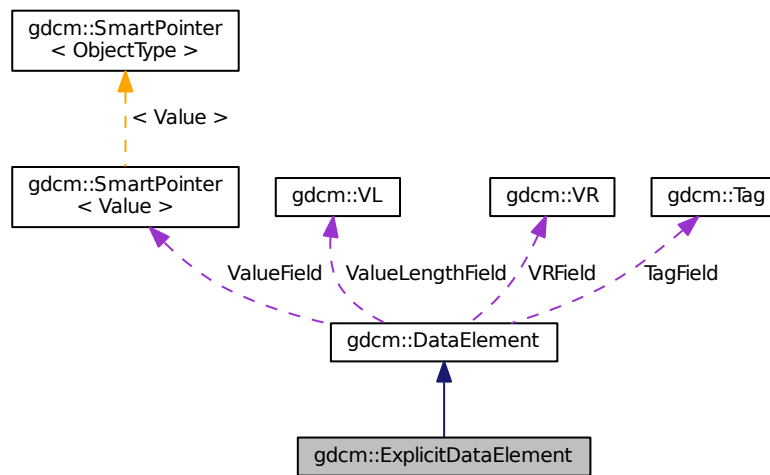 gdcm::SmartPointer
< ObjectType >
< Value >
gdcm::SmartPointer
< Value >
gdcm::VL
gdcm::VR
gdcm::Tag
ValueField
ValueLengthField
VRField
TagField
gdcm::DataElement
gdcm::ExplicitDataElement